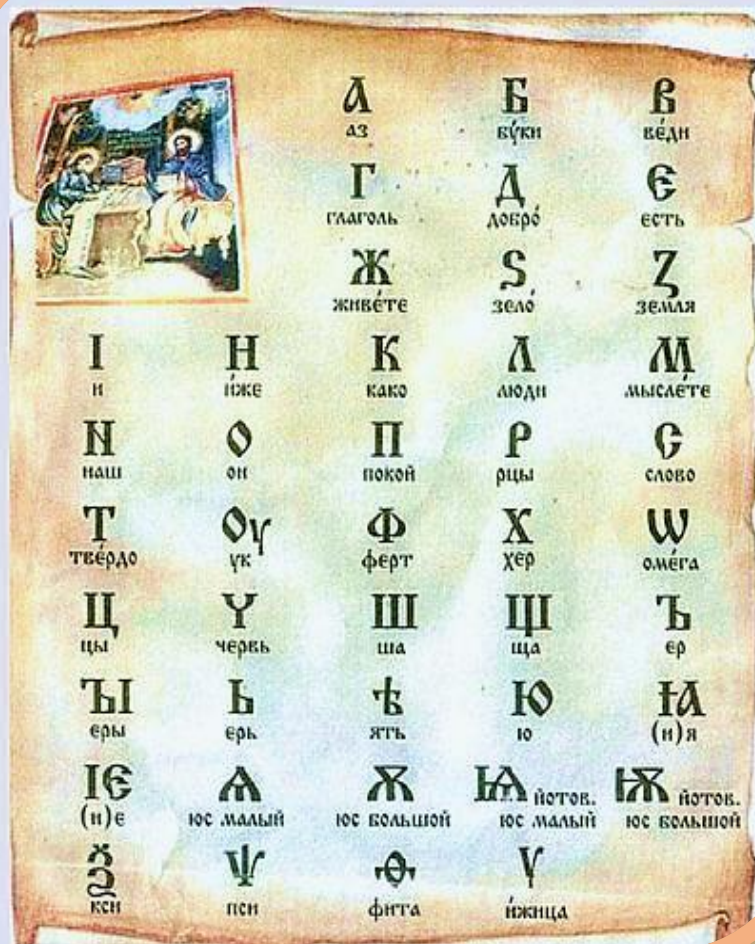 А Б В
аз бу́ки ве́ди
Г Д Є
глаголь добро́ єсть
Ж Ѕ З
живе́те зело́ земля
І Н К Л М
и и́же како люди мысле́те
N О П Р С
наш он покой рцы слово
Т Оу Ф Х Ѡ
тве́рдо ук ферт хер оме́га
Ц Ч Ш Щ Ъ
цы червь ша ща ер
ЪІ Ь Ѣ Ю Ꙗ
еры ерь ять ю (и)я
Ѥ Ѧ Ѫ Ѩ йотов. Ѭ йотов.
(и)е юс малый юс большой юс малый юс большой
Ѯ Ѱ Ѳ Ѵ
кси пси фита и́жица